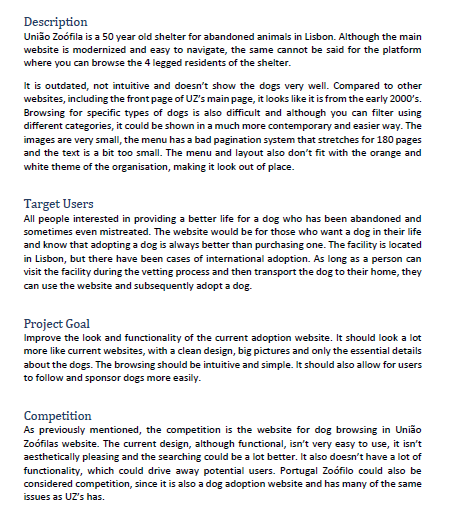 Description
União Zoófila is a 50 year old shelter for abandoned animals in Lisbon. Although the main
website is modernized and easy to navigate, the same cannot be said for the platform
where you can browse the 4 legged residents of the shelter.
It is outdated, not intuitive and doesn't show the dogs very well. Compared to other
websites, including the front page of UZ's main page, it looks like it is from the early 2000's.
Browsing for specific types of dogs is also difficult and although you can filter using
different categories, it could be shown in a much more contemporary and easier way. The
images are very small, the menu has a bad pagination system that stretches for 180 pages
and the text is a bit too small. The menu and layout also don't fit with the orange and
white theme of the organisation, making it look out of place.
Target Users
All people interested in providing a better life for a dog who has been abandoned and
sometimes even mistreated. The website would be for those who want a dog in their life
and know that adopting a dog is always better than purchasing one. The facility is located
in Lisbon, but there have been cases of international adoption. As long as a person can
visit the facility during the vetting process and then transport the dog to their home, they
can use the website and subsequently adopt a dog.
Project Goal
Improve the look and functionality of the current adoption website. It should look a lot
more like current websites, with a clean design, big pictures and only the essential details
about the dogs. The browsing should be intuitive and simple. It should also allow for users
to follow and sponsor dogs more easily.
Competition
As previously mentioned, the competition is the website for dog browsing in União
Zoófilas website. The current design, although functional, isn't very easy to use, it isn't
aesthetically pleasing and the searching could be a lot better. It also doesn't have a lot of
functionality, which could drive away potential users. Portugal Zoófilo could also be
considered competition, since it is also a dog adoption website and has many of the same
issues as UZ's has.